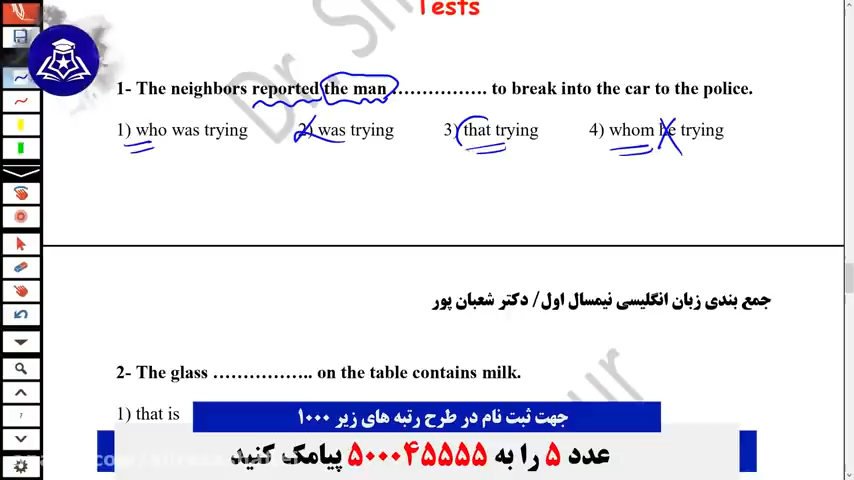 Tests
1- The neighbors reported the man ................ to break into the car to the police.
1) who was trying 2) was trying 3) that trying 4) whom he trying
جمع بندی زبان انگلیسی نیمسال اول/ دکتر شعبان پور
2- The glass ................. on the table contains milk.
1) that is
جهت ثبت نام در طرح رتبه های زیر ۱۰۰۰
عدد ۵ را به ۵۰۰۰۴۵۵۵۵ پیامک کنید